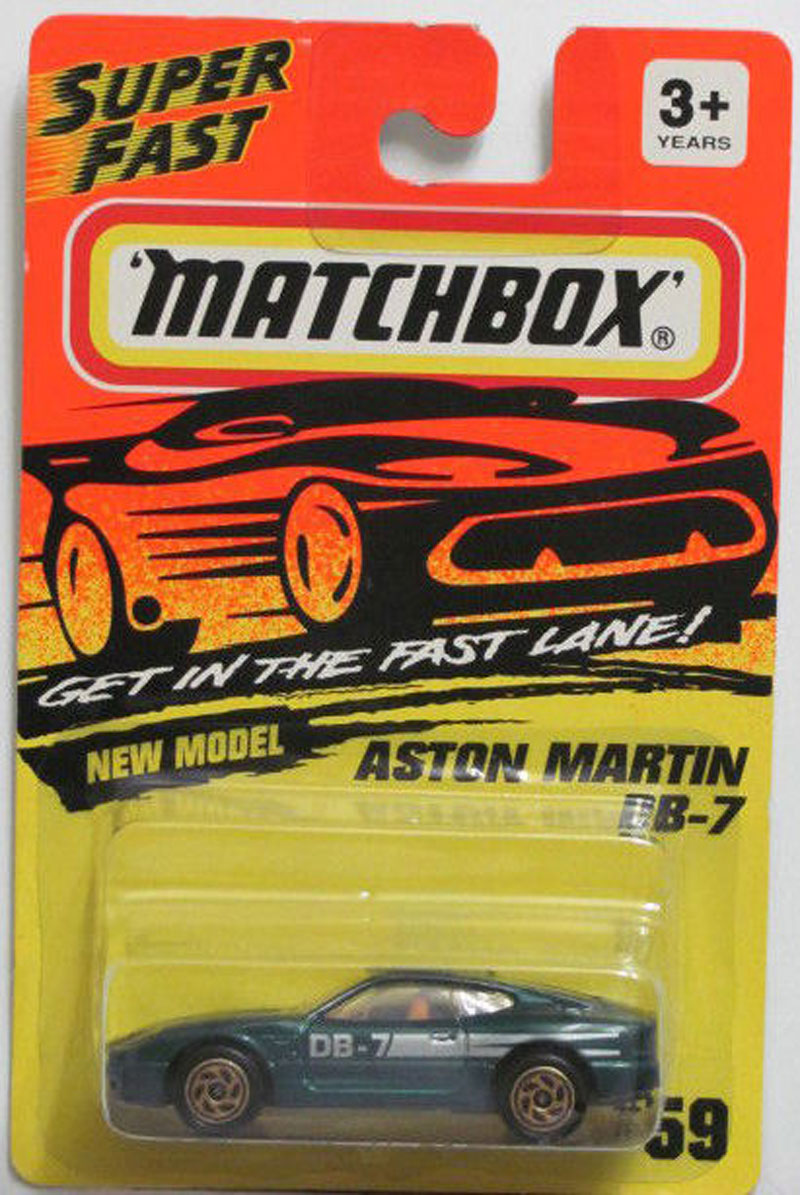 SUPER
FAST
3+
YEARS
'MATCHBOX'®
GET IN THE FAST LANE!
NEW MODEL
ASTON MARTIN
DB-7
DB-7
#59